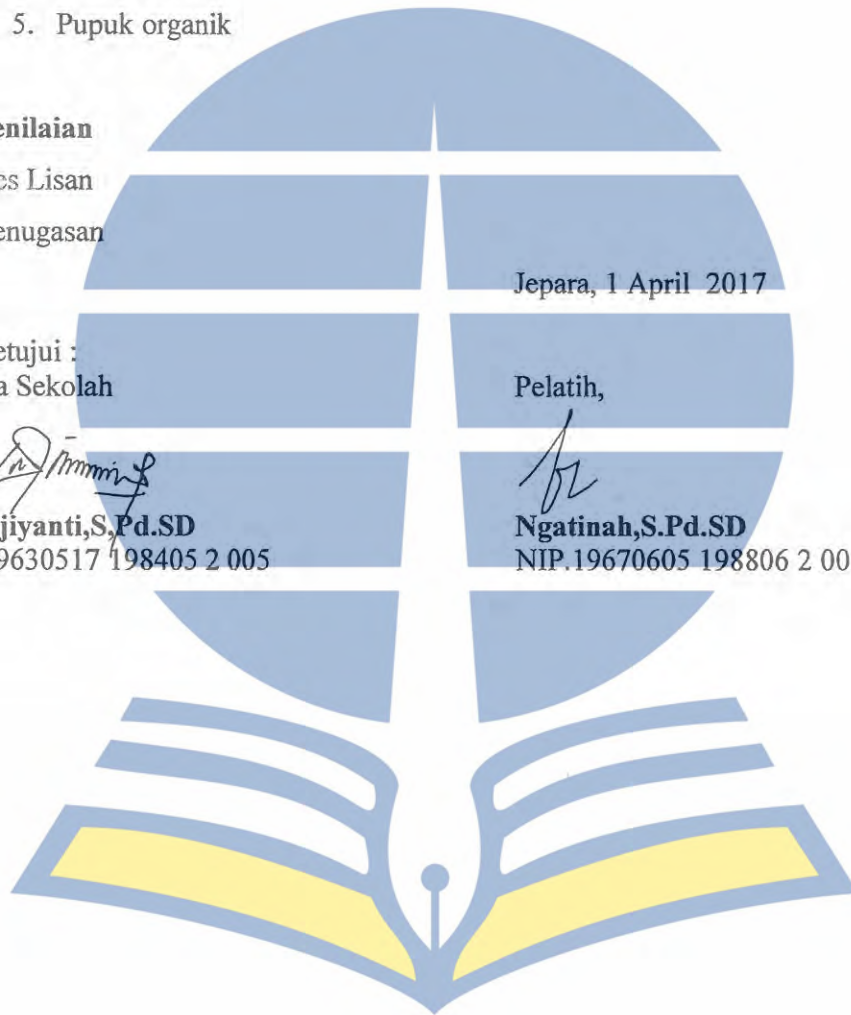 5. Pupuk organik
enilaian
es Lisan
enugasan
Jepara, 1 April 2017
etujui :
a Sekolah
Pelatih,
jiyanti,S,Pd.SD
Ngatinah,S.Pd.SD
9630517 198405 2 005
NIP.19670605 198806 2 00